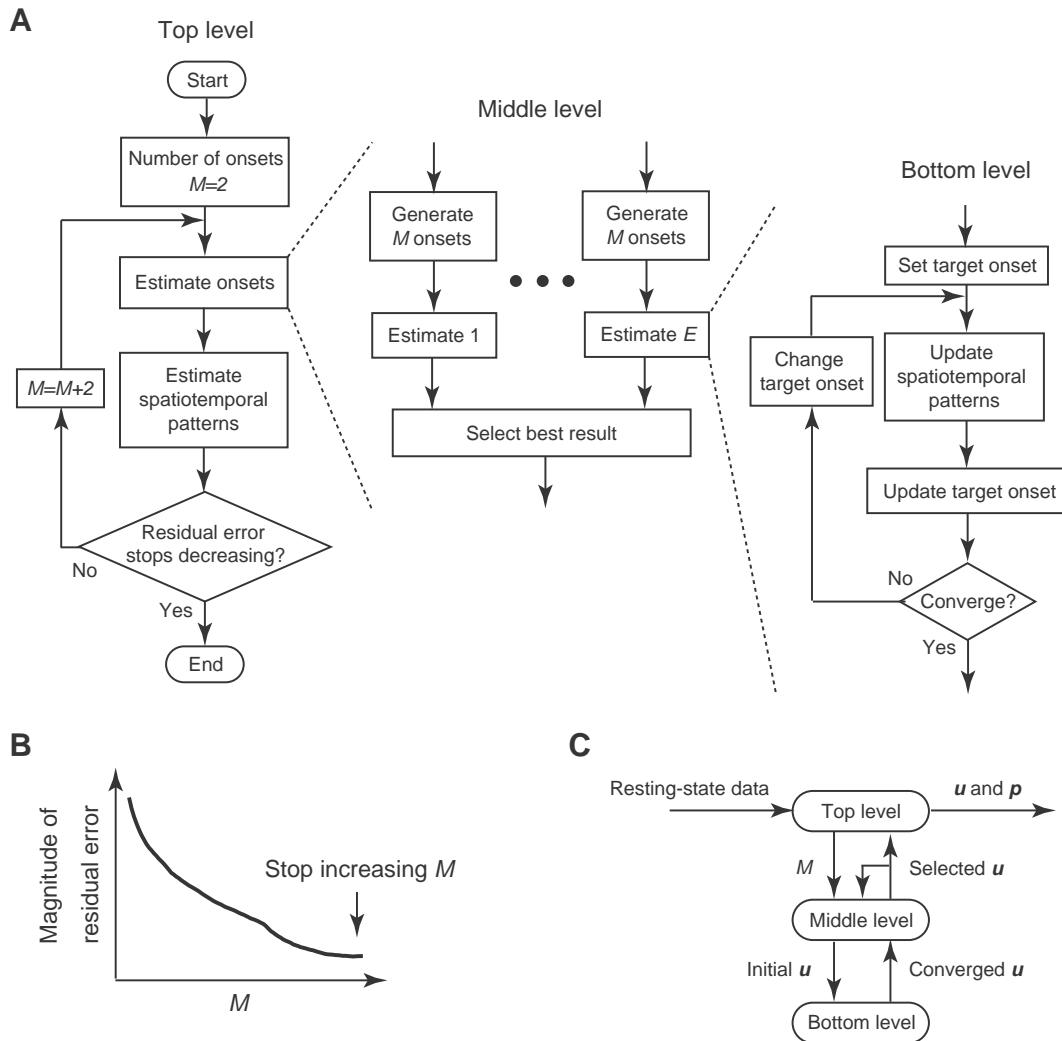 A
Top level
Start
Number of onsets
M=2
Estimate onsets
Estimate
spatiotemporal
patterns
M=M+2
Residual error
stops decreasing?
No
Yes
End
Middle level
Generate
M onsets
Generate
M onsets
Estimate 1
Estimate E
Select best result
Bottom level
Set target onset
Change
target onset
Update
spatiotemporal
patterns
Update target onset
No
Converge?
Yes
B
Magnitude of
residual error
Stop increasing M
M
C
Resting-state data
Top level
u and p
M
Selected u
Middle level
Initial u
Converged u
Bottom level